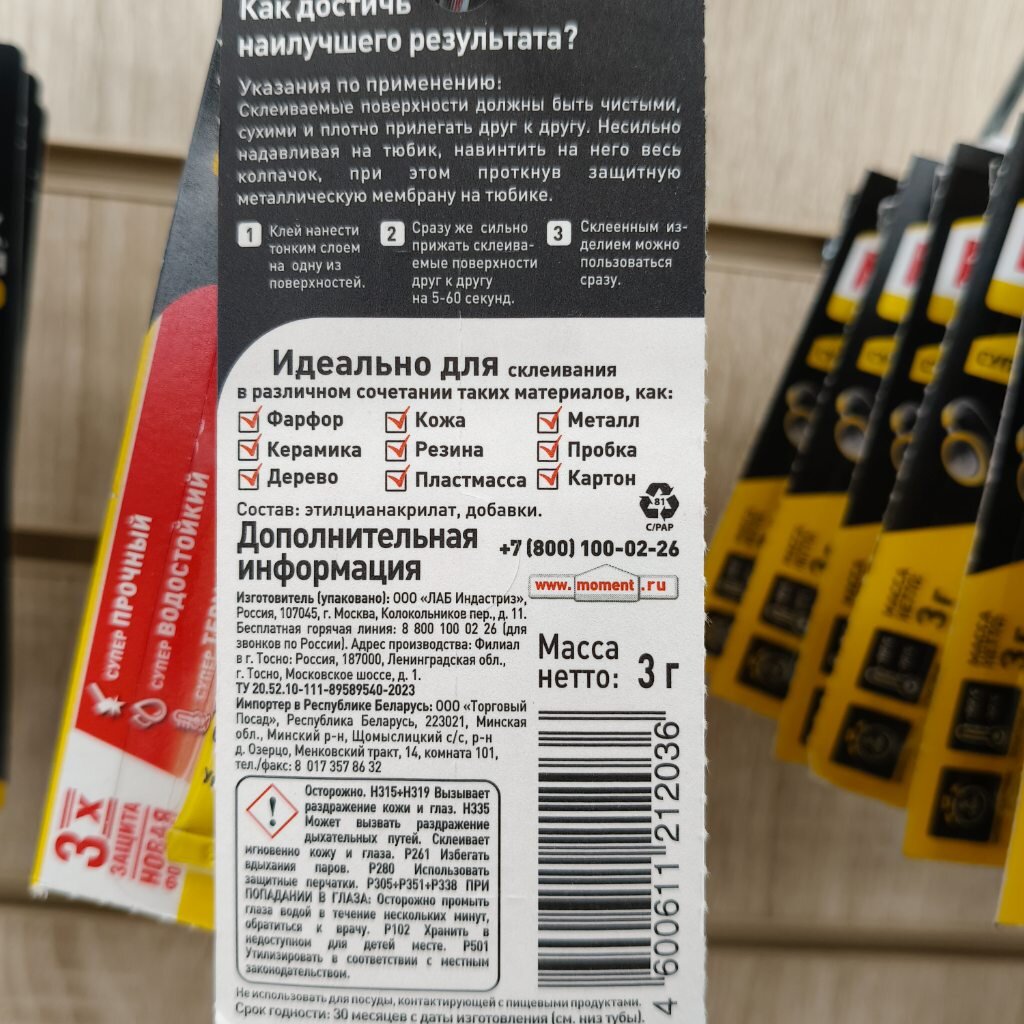 Как достичь
наилучшего результата?
Указания по применению:
Склеиваемые поверхности должны быть чистыми,
сухими и плотно прилегать друг к другу. Несильно
надавливая на тюбик, навинтить на него весь
колпачок, при этом проткнув защитную
металлическую мембрану на тюбике.
1 Клей нанести
тонким слоем
на одну из
поверхностей.
2 Сразу же сильно
прижать склеива-
емые поверхности
друг к другу
на 5-60 секунд.
3 Склеенным из-
делием можно
пользоваться
сразу.
Идеально для склеивания
в различном сочетании таких материалов, как:
Фарфор Кожа Металл
Керамика Резина Пробка
Дерево Пластмасса Картон
81
C/PAP
Состав: этилцианакрилат, добавки.
Дополнительная
информация
+7 (800) 100-02-26
www.moment.ru
Изготовитель (упаковано): ООО «ЛАБ Индастриз»,
Россия, 107045, г. Москва, Колокольников пер., д. 11.
Бесплатная горячая линия: 8 800 100 02 26 (для
звонков по России). Адрес производства: Филиал
в г. Тосно: Россия, 187000, Ленинградская обл.,
г. Тосно, Московское шоссе, д. 1.
ТУ 20.52.10-111-89589540-2023
Импортер в Республике Беларусь: ООО «Торговый
Посад», Республика Беларусь, 223021, Минская
обл., Минский р-н, Щомыслицкий с/с, р-н
д. Озерцо, Менковский тракт, 14, комната 101,
тел./факс: 8 017 357 86 32
Масса
нетто: 3 г
Осторожно. H315+H319 Вызывает
раздражение кожи и глаз. H335
Может вызвать раздражение
дыхательных путей. Склеивает
мгновенно кожу и глаза. P261 Избегать
вдыхания паров. P280 Использовать
защитные перчатки. P305+P351+P338 ПРИ
ПОПАДАНИИ В ГЛАЗА: Осторожно промыть
глаза водой в течение нескольких минут,
обратиться к врачу. P102 Хранить в
недоступном для детей месте. P501
Утилизировать в соответствии с местным
законодательством.
4 600611 212036
Не использовать для посуды, контактирующей с пищевыми продуктами.
Срок годности: 30 месяцев с даты изготовления (см. низ тубы).
СУПЕР ПРОЧНЫЙ
СУПЕР ВОДОСТОЙКИЙ
СУПЕР
3 х
ЗАЩИТА
НОВАЯ
МАССА
НЕТТО:
3 г